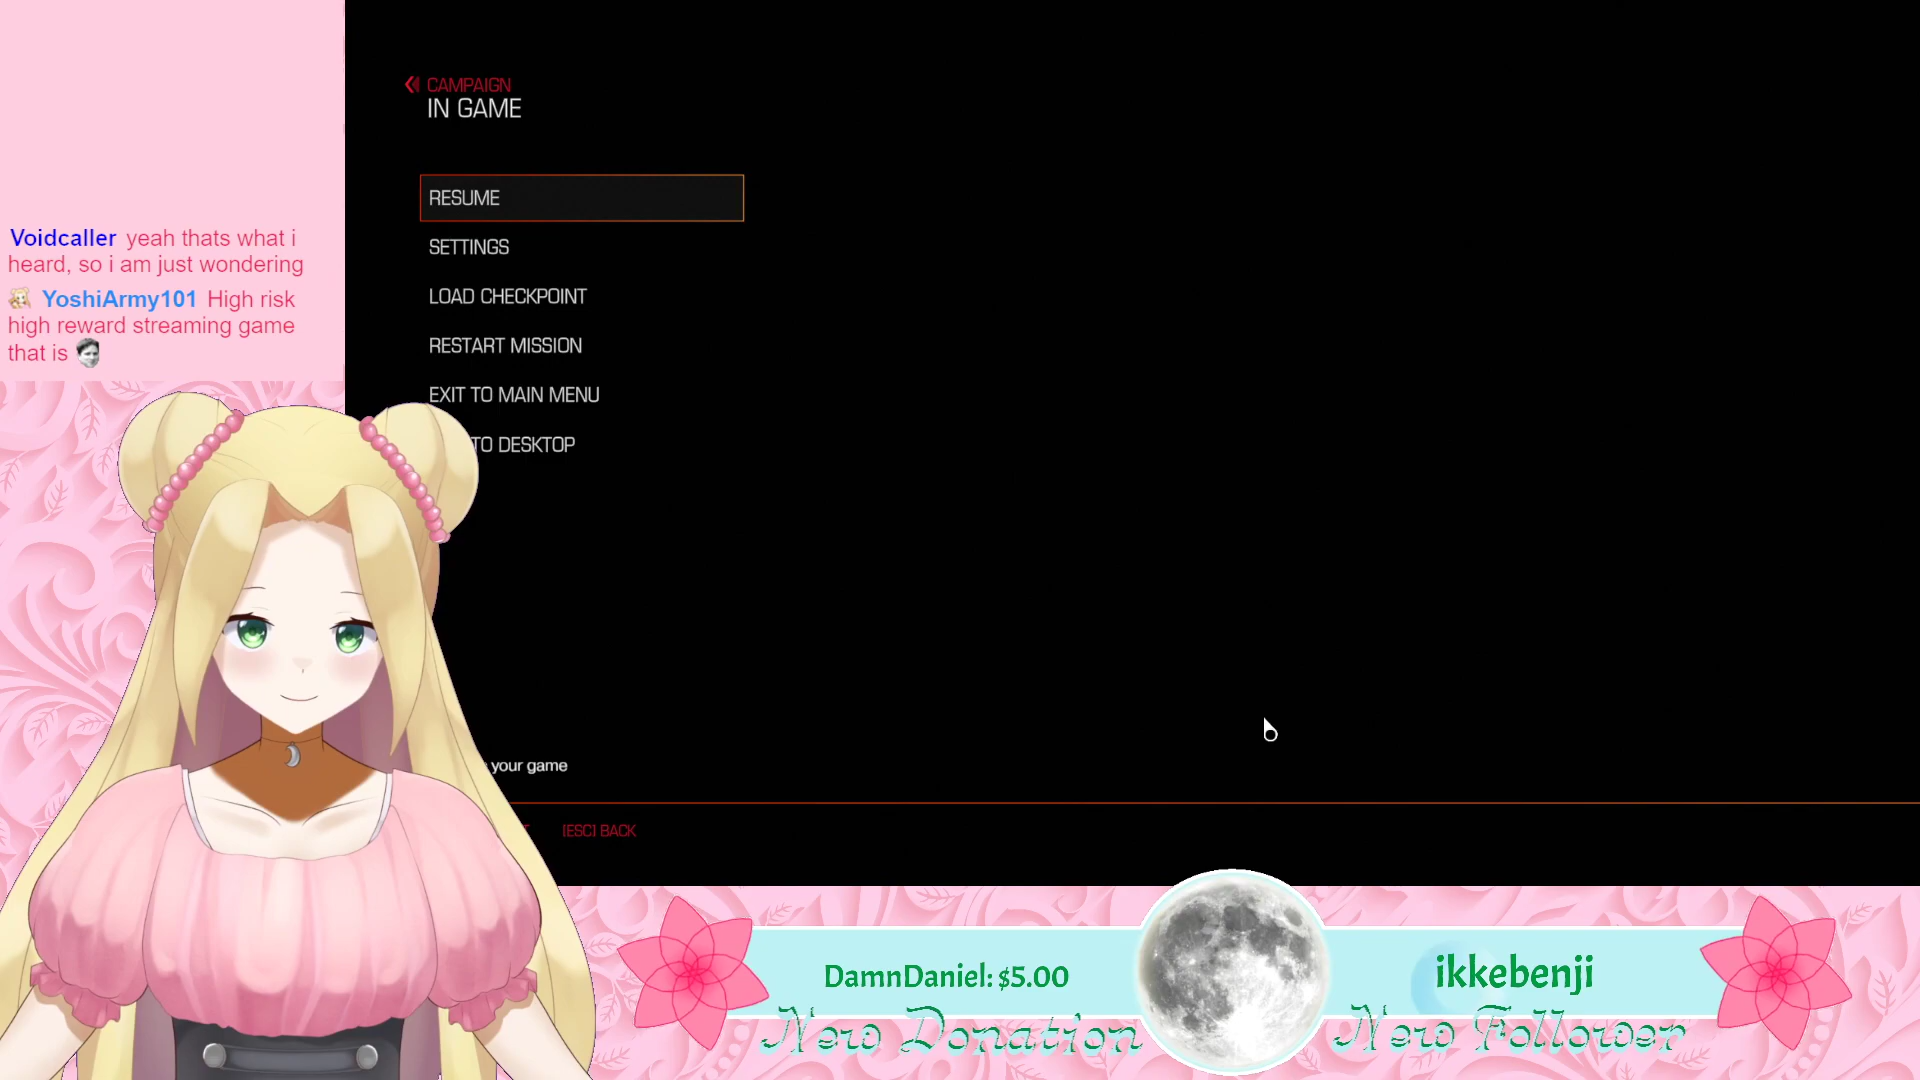 CAMPAIGN
IN GAME
RESUME
SETTINGS
LOAD CHECKPOINT
RESTART MISSION
EXIT TO MAIN MENU
TO DESKTOP
Voidcaller yeah thats what i
heard, so i am just wondering
YoshiArmy101 High risk
high reward streaming game
that is
your game
[ESC] BACK
DamnDaniel: $5.00
New Donation
ikkebenji
New Follower